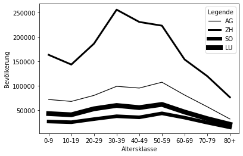 Legende
AG
ZH
SO
LU
250000
200000
150000
100000
50000
Bevölkerung
0-9 10-19 20-29 30-39 40-49 50-59 60-69 70-79 80+
Altersklasse